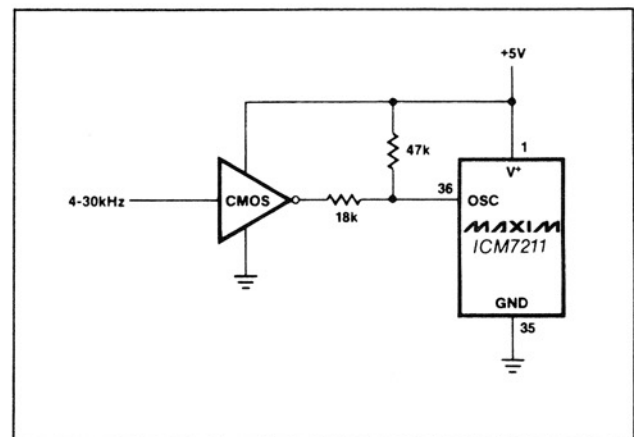 +5V
47k
1
V+
4-30kHz
CMOS
18k
36
OSC
MAXIM
ICM7211
GND
35